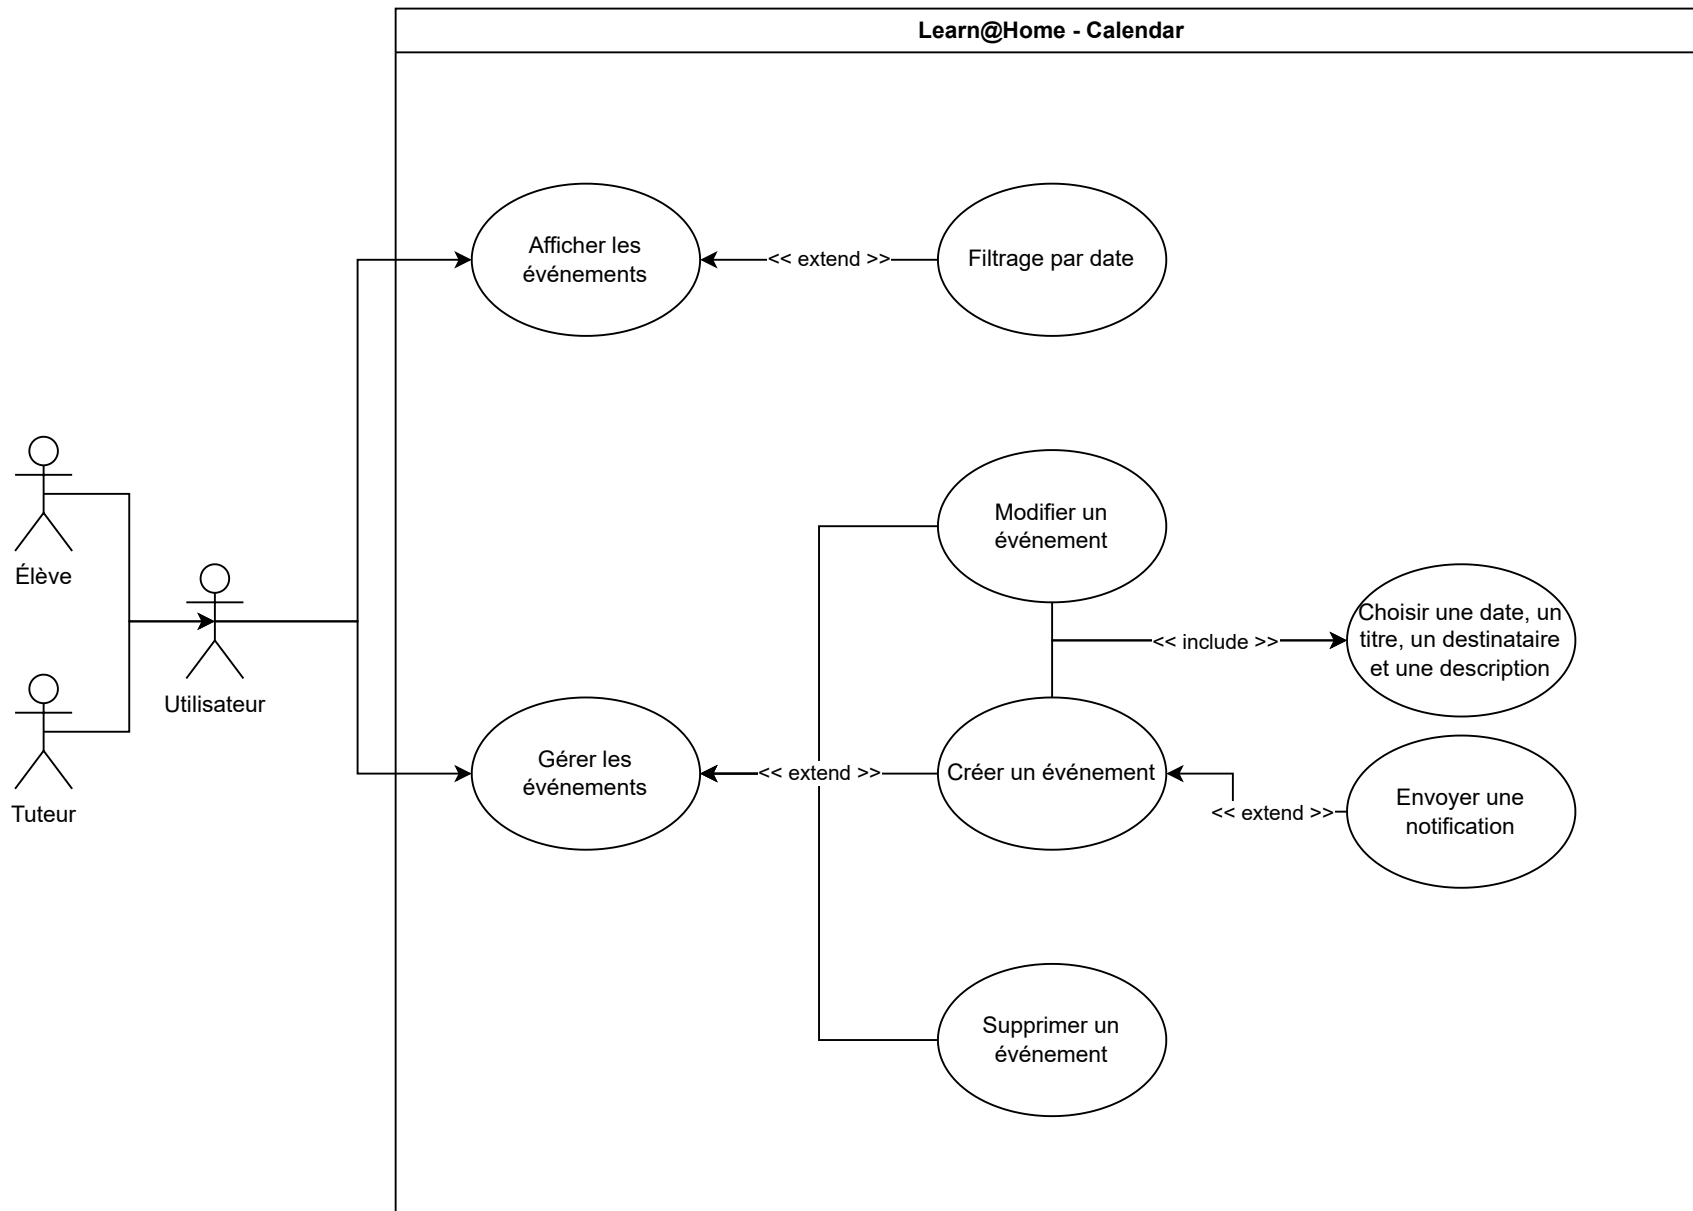 Learn@Home - Calendar
Afficher les
événements
<< extend >>
Filtrage par date
Élève
Tuteur
Utilisateur
Modifier un
événement
<< include >>
Choisir une date, un
titre, un destinataire
et une description
Gérer les
événements
<< extend >>
Créer un événement
<< extend >>
Envoyer une
notification
Supprimer un
événement